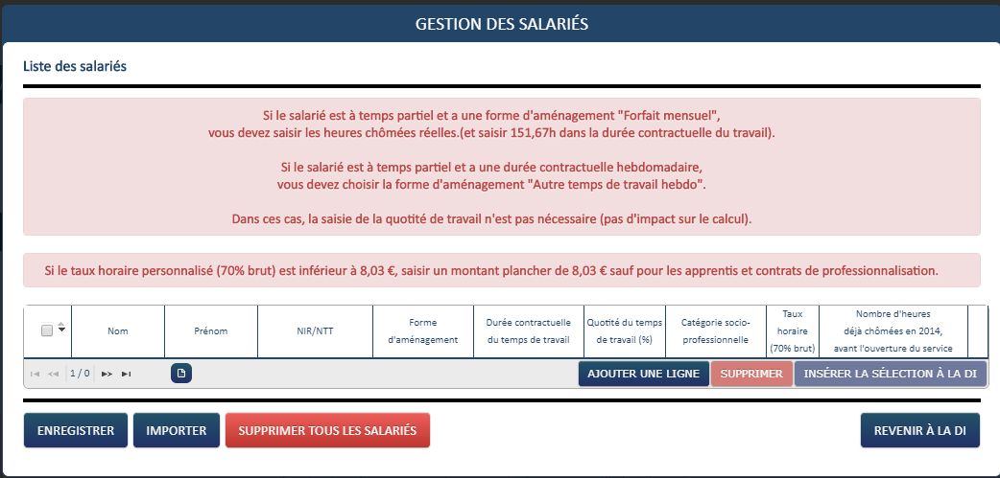 GESTION DES SALARIÉS
Liste des salariés
Si le salarié est à temps partiel et a une forme d'aménagement "Forfait mensuel",
vous devez saisir les heures chômées réelles.(et saisir 151,67h dans la durée contractuelle du travail).
Si le salarié est à temps partiel et a une durée contractuelle hebdomadaire,
vous devez choisir la forme d'aménagement "Autre temps de travail hebdo".
Dans ces cas, la saisie de la quotité de travail n'est pas nécessaire (pas d'impact sur le calcul).
Si le taux horaire personnalisé (70% brut) est inférieur à 8,03 €, saisir un montant plancher de 8,03 € sauf pour les apprentis et contrats de professionnalisation.
Nom
Prénom
NIR/NTT
Forme
d'aménagement
Durée contractuelle
du temps de travail
Quotité du temps
de travail (%)
Catégorie socio-
professionnelle
Taux
horaire
(70% brut)
Nombre d'heures
déjà chômées en 2014,
avant l'ouverture du service
1 / 0
AJOUTER UNE LIGNE
SUPPRIMER
INSÉRER LA SÉLECTION À LA DI
ENREGISTRER
IMPORTER
SUPPRIMER TOUS LES SALARIÉS
REVENIR À LA DI